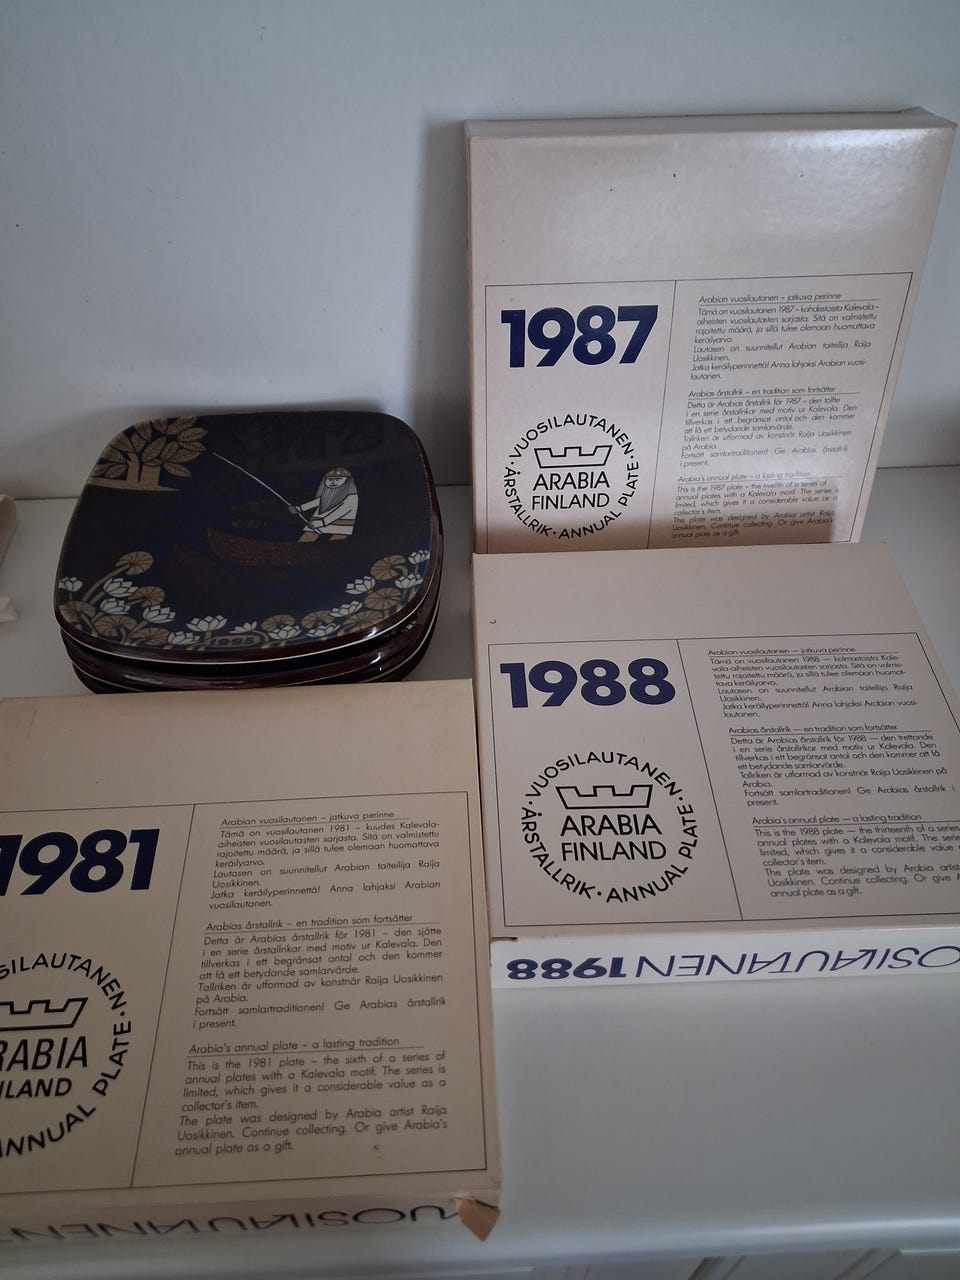 1985
1987
VUOSILAUTANEN · ÅRSTALLRIK · ANNUAL PLATE ·
ARABIA
FINLAND
Arabian vuosilautanen – jatkuva perinne
Tämä on vuosilautanen 1987 – kahdestoista Kalevala-
aiheisten vuosilautasten sarjasta. Sitä on valmistettu
rajoitettu määrä, ja sillä tulee olemaan huomattava
keräilyarvo.
Lautasen on suunnitellut Arabian taiteilija Raija
Uosikkinen.
Jatka keräilyperinnettä! Anna lahjaksi Arabian vuosi-
lautanen.
Arabias årstallrik – en tradition som fortsätter
Detta är Arabias årstallrik för 1987 – den tolfte
i en serie årstallrikar med motiv ur Kalevala. Den
tillverkas i ett begränsat antal och den kommer
att få ett betydande samlarvärde.
Tallriken är utformad av konstnär Raija Uosikkinen
på Arabia.
Fortsätt samlartraditionen! Ge Arabias årstallrik
i present.
Arabia's annual plate – a lasting tradition
This is the 1987 plate – the twelfth of a series of
annual plates with a Kalevala motif. The series is
limited, which gives it a considerable value as a
collector's item.
The plate was designed by Arabia artist Raija
Uosikkinen. Continue collecting. Or give Arabia's
annual plate as a gift.
1988
VUOSILAUTANEN · ÅRSTALLRIK · ANNUAL PLATE ·
ARABIA
FINLAND
Arabian vuosilautanen — jatkuva perinne
Tämä on vuosilautanen 1988 — kolmastoista Kale-
vala-aiheisten vuosilautasten sarjasta. Sitä on valmis-
tettu rajoitettu määrä, ja sillä tulee olemaan huomat-
tava keräilyarvo.
Lautasen on suunnitellut Arabian taiteilija Raija
Uosikkinen.
Jatka keräilyperinnettä! Anna lahjaksi Arabian vuosi-
lautanen.
Arabias årstallrik — en tradition som fortsätter
Detta är Arabias årstallrik för 1988 — den trettonde
i en serie årstallrikar med motiv ur Kalevala. Den
tillverkas i ett begränsat antal och den kommer att få
ett betydande samlarvärde.
Tallriken är utformad av konstnär Raija Uosikkinen på
Arabia.
Fortsätt samlartraditionen! Ge Arabias årstallrik i
present.
Arabia's annual plate — a lasting tradition
This is the 1988 plate — the thirteenth of a series
annual plates with a Kalevala motif. The serie
limited, which gives it a considerable value
collector's item.
The plate was designed by Arabia artist
Uosikkinen. Continue collecting. Or give
annual plate as a gift.
UOSILAUTANEN 1988
1981
SILAUTANEN · PLATE · ANNUAL
RABIA
LAND
Arabian vuosilautanen – jatkuva perinne
Tämä on vuosilautanen 1981 – kuudes Kalevala-
aiheisten vuosilautasten sarjasta. Sitä on valmistettu
rajoitettu määrä, ja sillä tulee olemaan huomattava
keräilyarvo.
Lautasen on suunnitellut Arabian taiteilija Raija
Uosikkinen.
Jatka keräilyperinnettä! Anna lahjaksi Arabian
vuosilautanen.
Arabias årstallrik – en tradition som fortsätter
Detta är Arabias årstallrik för 1981 – den sjätte
i en serie årstallrikar med motiv ur Kalevala. Den
tillverkas i ett begränsat antal och den kommer
att få ett betydande samlarvärde.
Tallriken är utformad av konstnär Raija Uosikkinen
på Arabia.
Fortsätt samlartraditionen! Ge Arabias årstallrik
i present.
Arabia's annual plate – a lasting tradition
This is the 1981 plate – the sixth of a series of
annual plates with a Kalevala motif. The series is
limited, which gives it a considerable value as a
collector's item.
The plate was designed by Arabia artist Raija
Uosikkinen. Continue collecting. Or give Arabia's
annual plate as a gift.
VUOSILAUTANEN